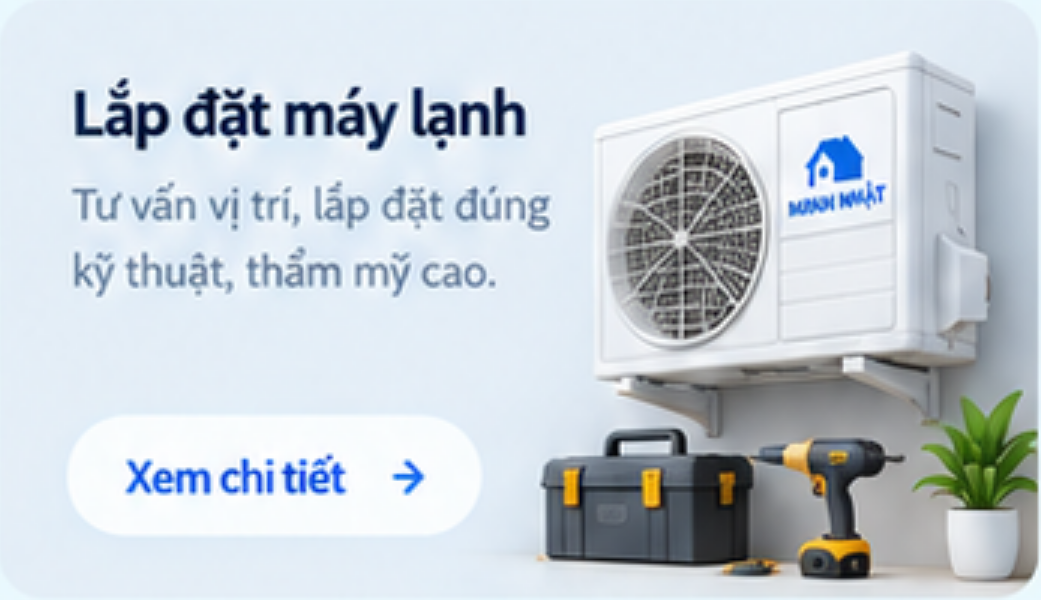 Lắp đặt máy lạnh
Tư vấn vị trí, lắp đặt đúng
kỹ thuật, thẩm mỹ cao.
Xem chi tiết
NHẬT